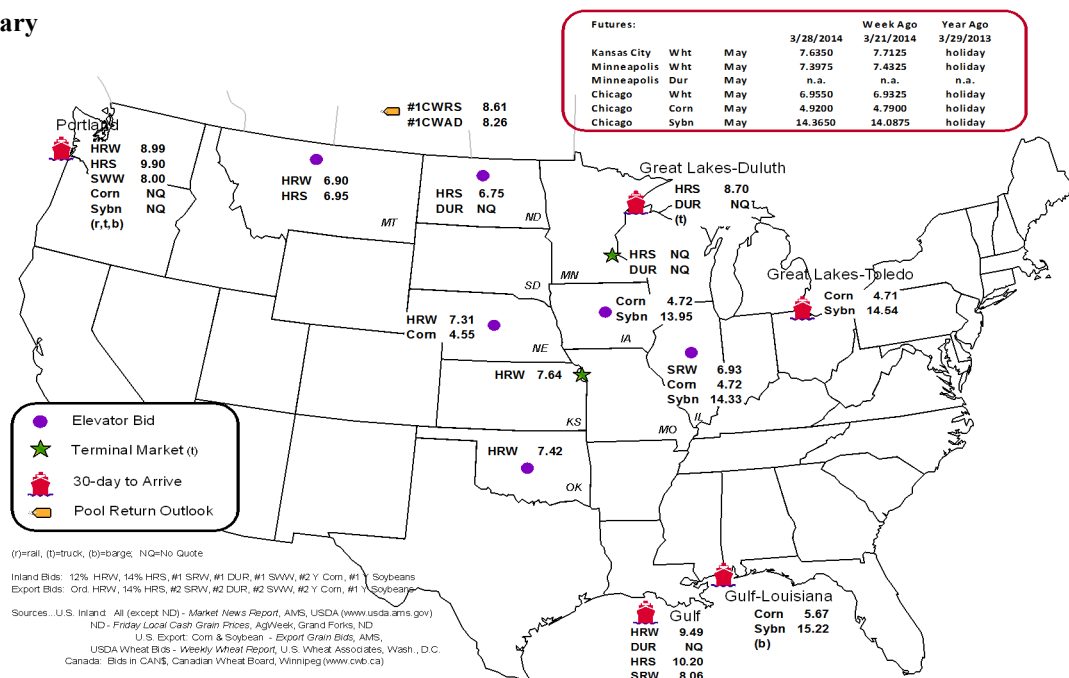 ary
Futures:
Week Ago Year Ago
3/28/2014 3/21/2014 3/29/2013
Kansas City Wht May 7.6350 7.7125 holiday
Minneapolis Wht May 7.3975 7.4325 holiday
Minneapolis Dur May n.a. n.a. n.a.
Chicago Wht May 6.9550 6.9325 holiday
Chicago Corn May 4.9200 4.7900 holiday
Chicago Sybn May 14.3650 14.0875 holiday
#1CWRS 8.61
#1CWAD 8.26
Portland
HRW 8.99
HRS 9.90
SWW 8.00
Corn NQ
Sybn NQ
(r,t,b)
HRW 6.90
HRS 6.95
MT
HRS 6.75
DUR NQ
ND
Great Lakes-Duluth
HRS 8.70
DUR NQ
(t)
HRS NQ
DUR NQ
MN
SD
Great Lakes-Toledo
Corn 4.71
Sybn 14.54
Corn 4.72
Sybn 13.95
IA
HRW 7.31
Corn 4.55
NE
SRW 6.93
Corn 4.72
Sybn 14.33
IL
HRW 7.64
KS
MO
HRW 7.42
OK
Elevator Bid
Terminal Market (t)
30-day to Arrive
Pool Return Outlook
Gulf-Louisiana
Corn 5.67
Sybn 15.22
(b)
Gulf
HRW 9.49
DUR NQ
HRS 10.20
SRW 8.06
(r)=rail, (t)=truck, (b)=barge; NQ=No Quote
Inland Bids: 12% HRW, 14% HRS, #1 SRW, #1 DUR, #1 SWW, #2 Y Corn, #1 Y Soybeans
Export Bids: Ord. HRW, 14% HRS, #2 SRW, #2 DUR, #2 SWW, #2 Y Corn, #1 Y Soybeans
Sources...U.S. Inland: All (except ND) - Market News Report, AMS, USDA (www.usda.ams.gov)
ND - Friday Local Cash Grain Prices, AgWeek, Grand Forks, ND
U.S. Export: Corn & Soybean - Export Grain Bids, AMS,
USDA Wheat Bids - Weekly Wheat Report, U.S. Wheat Associates, Wash., D.C.
Canada: Bids in CAN$, Canadian Wheat Board, Winnipeg (www.cwb.ca)